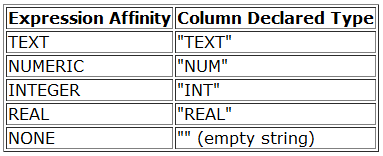 Expression Affinity Column Declared Type
TEXT "TEXT"
NUMERIC "NUM"
INTEGER "INT"
REAL "REAL"
NONE "" (empty string)